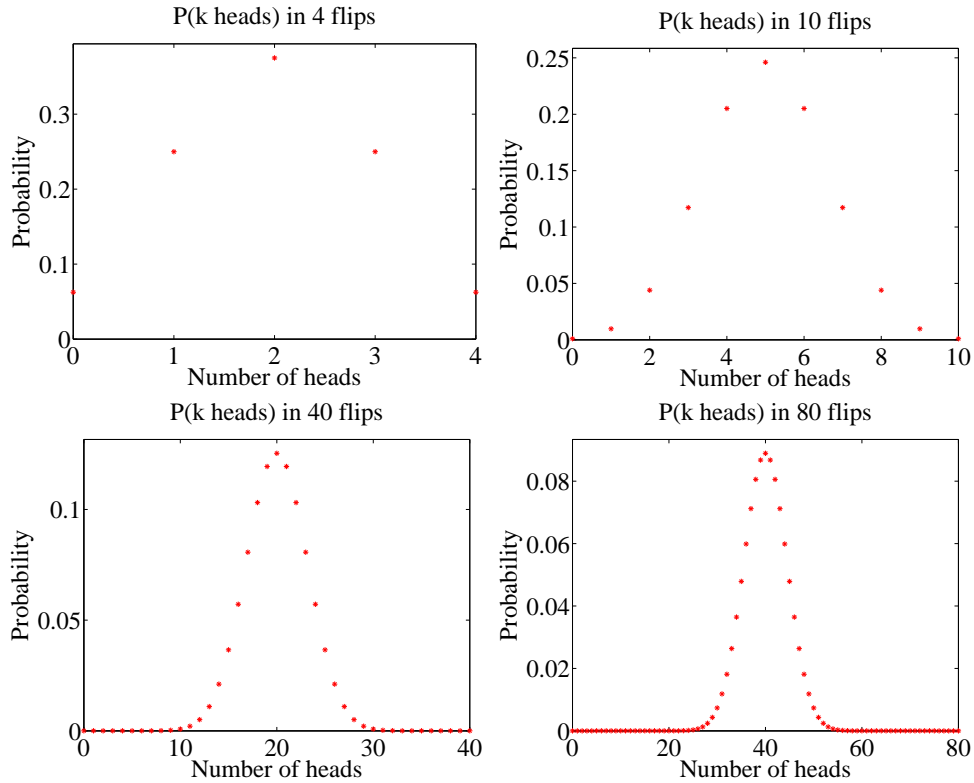 P(k heads) in 4 flips
0.3
0.2
0.1
0
Probability
0 1 2 3 4
Number of heads
P(k heads) in 10 flips
0.25
0.2
0.15
0.1
0.05
0
Probability
0 2 4 6 8 10
Number of heads
P(k heads) in 40 flips
0.1
0.05
0
Probability
0 10 20 30 40
Number of heads
P(k heads) in 80 flips
0.08
0.06
0.04
0.02
0
Probability
0 20 40 60 80
Number of heads